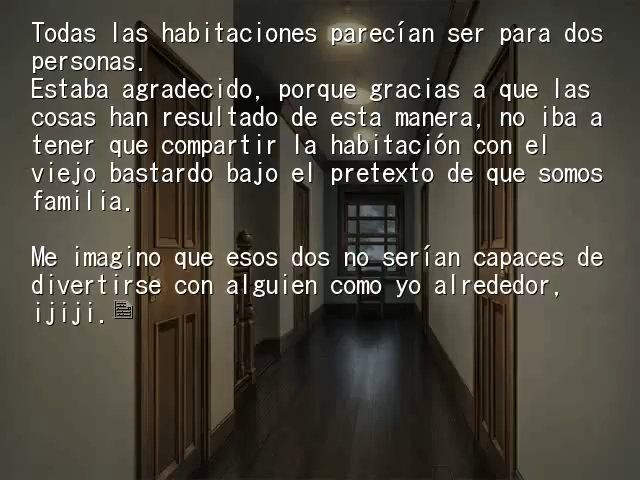 Todas las habitaciones parecían ser para dos
personas.
Estaba agradecido, porque gracias a que las
cosas han resultado de esta manera, no iba a
tener que compartir la habitación con el
viejo bastardo bajo el pretexto de que somos
familia.
Me imagino que esos dos no serían capaces de
divertirse con alguien como yo alrededor,
ijiji.